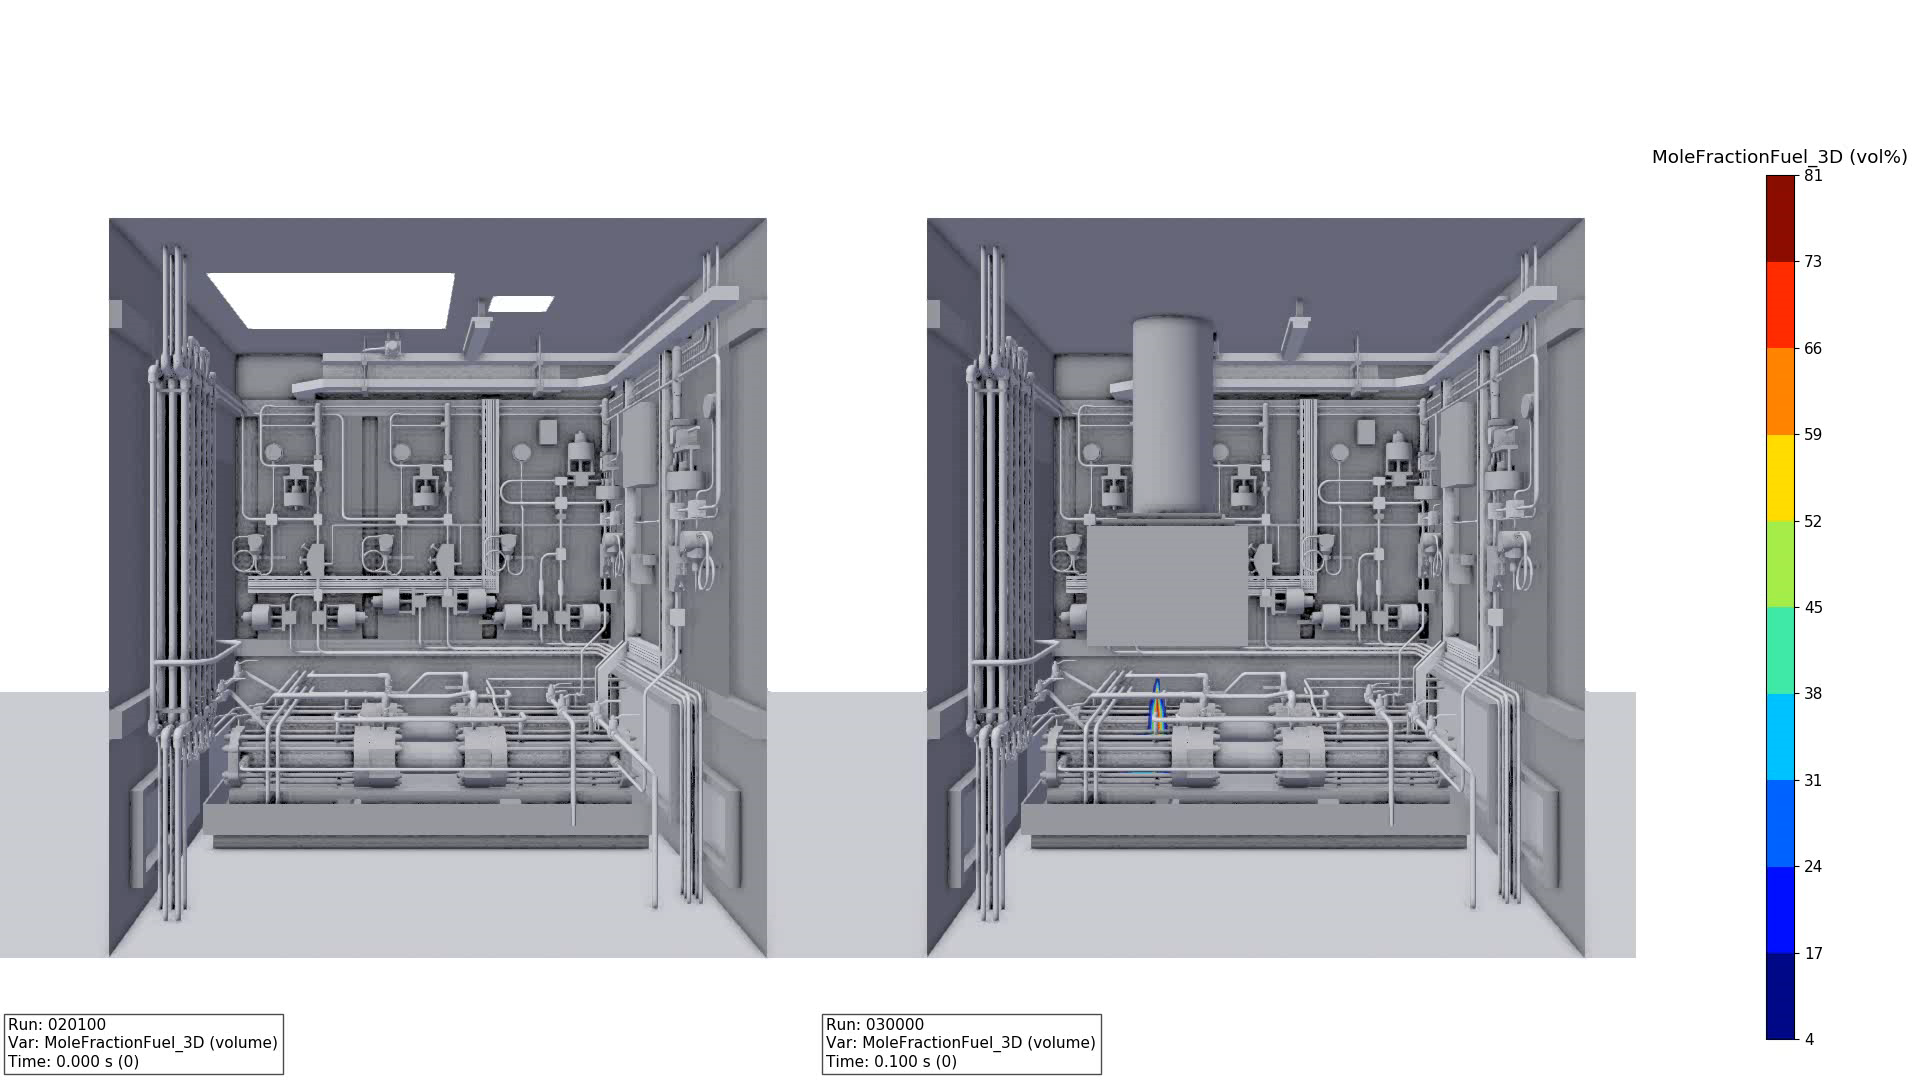 MoleFractionFuel_3D (vol%)
81
73
66
59
52
45
38
31
24
17
4
Run: 020100
Var: MoleFractionFuel_3D (volume)
Time: 0.000 s (0)
Run: 030000
Var: MoleFractionFuel_3D (volume)
Time: 0.100 s (0)